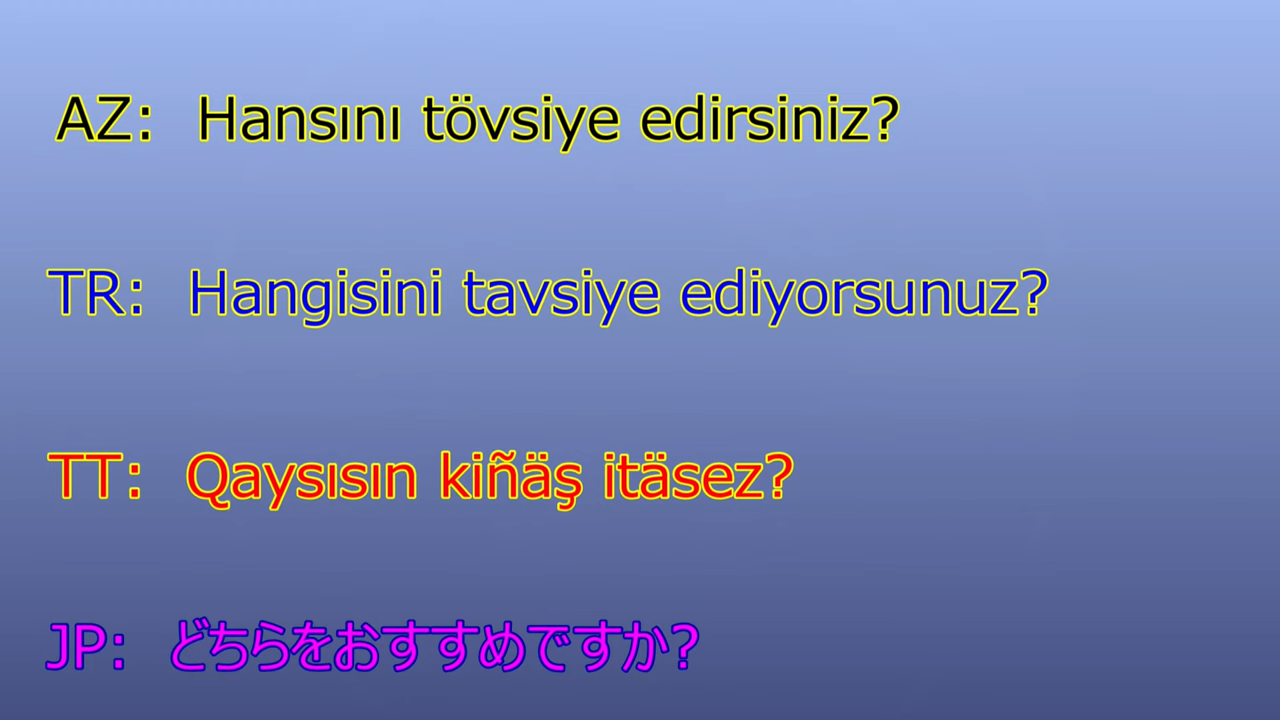 AZ: Hansını tövsiye edirsiniz?
TR: Hangisini tavsiye ediyorsunuz?
TT: Qaysısın kiñäş itäsez?
JP: どちらをおすすめですか?